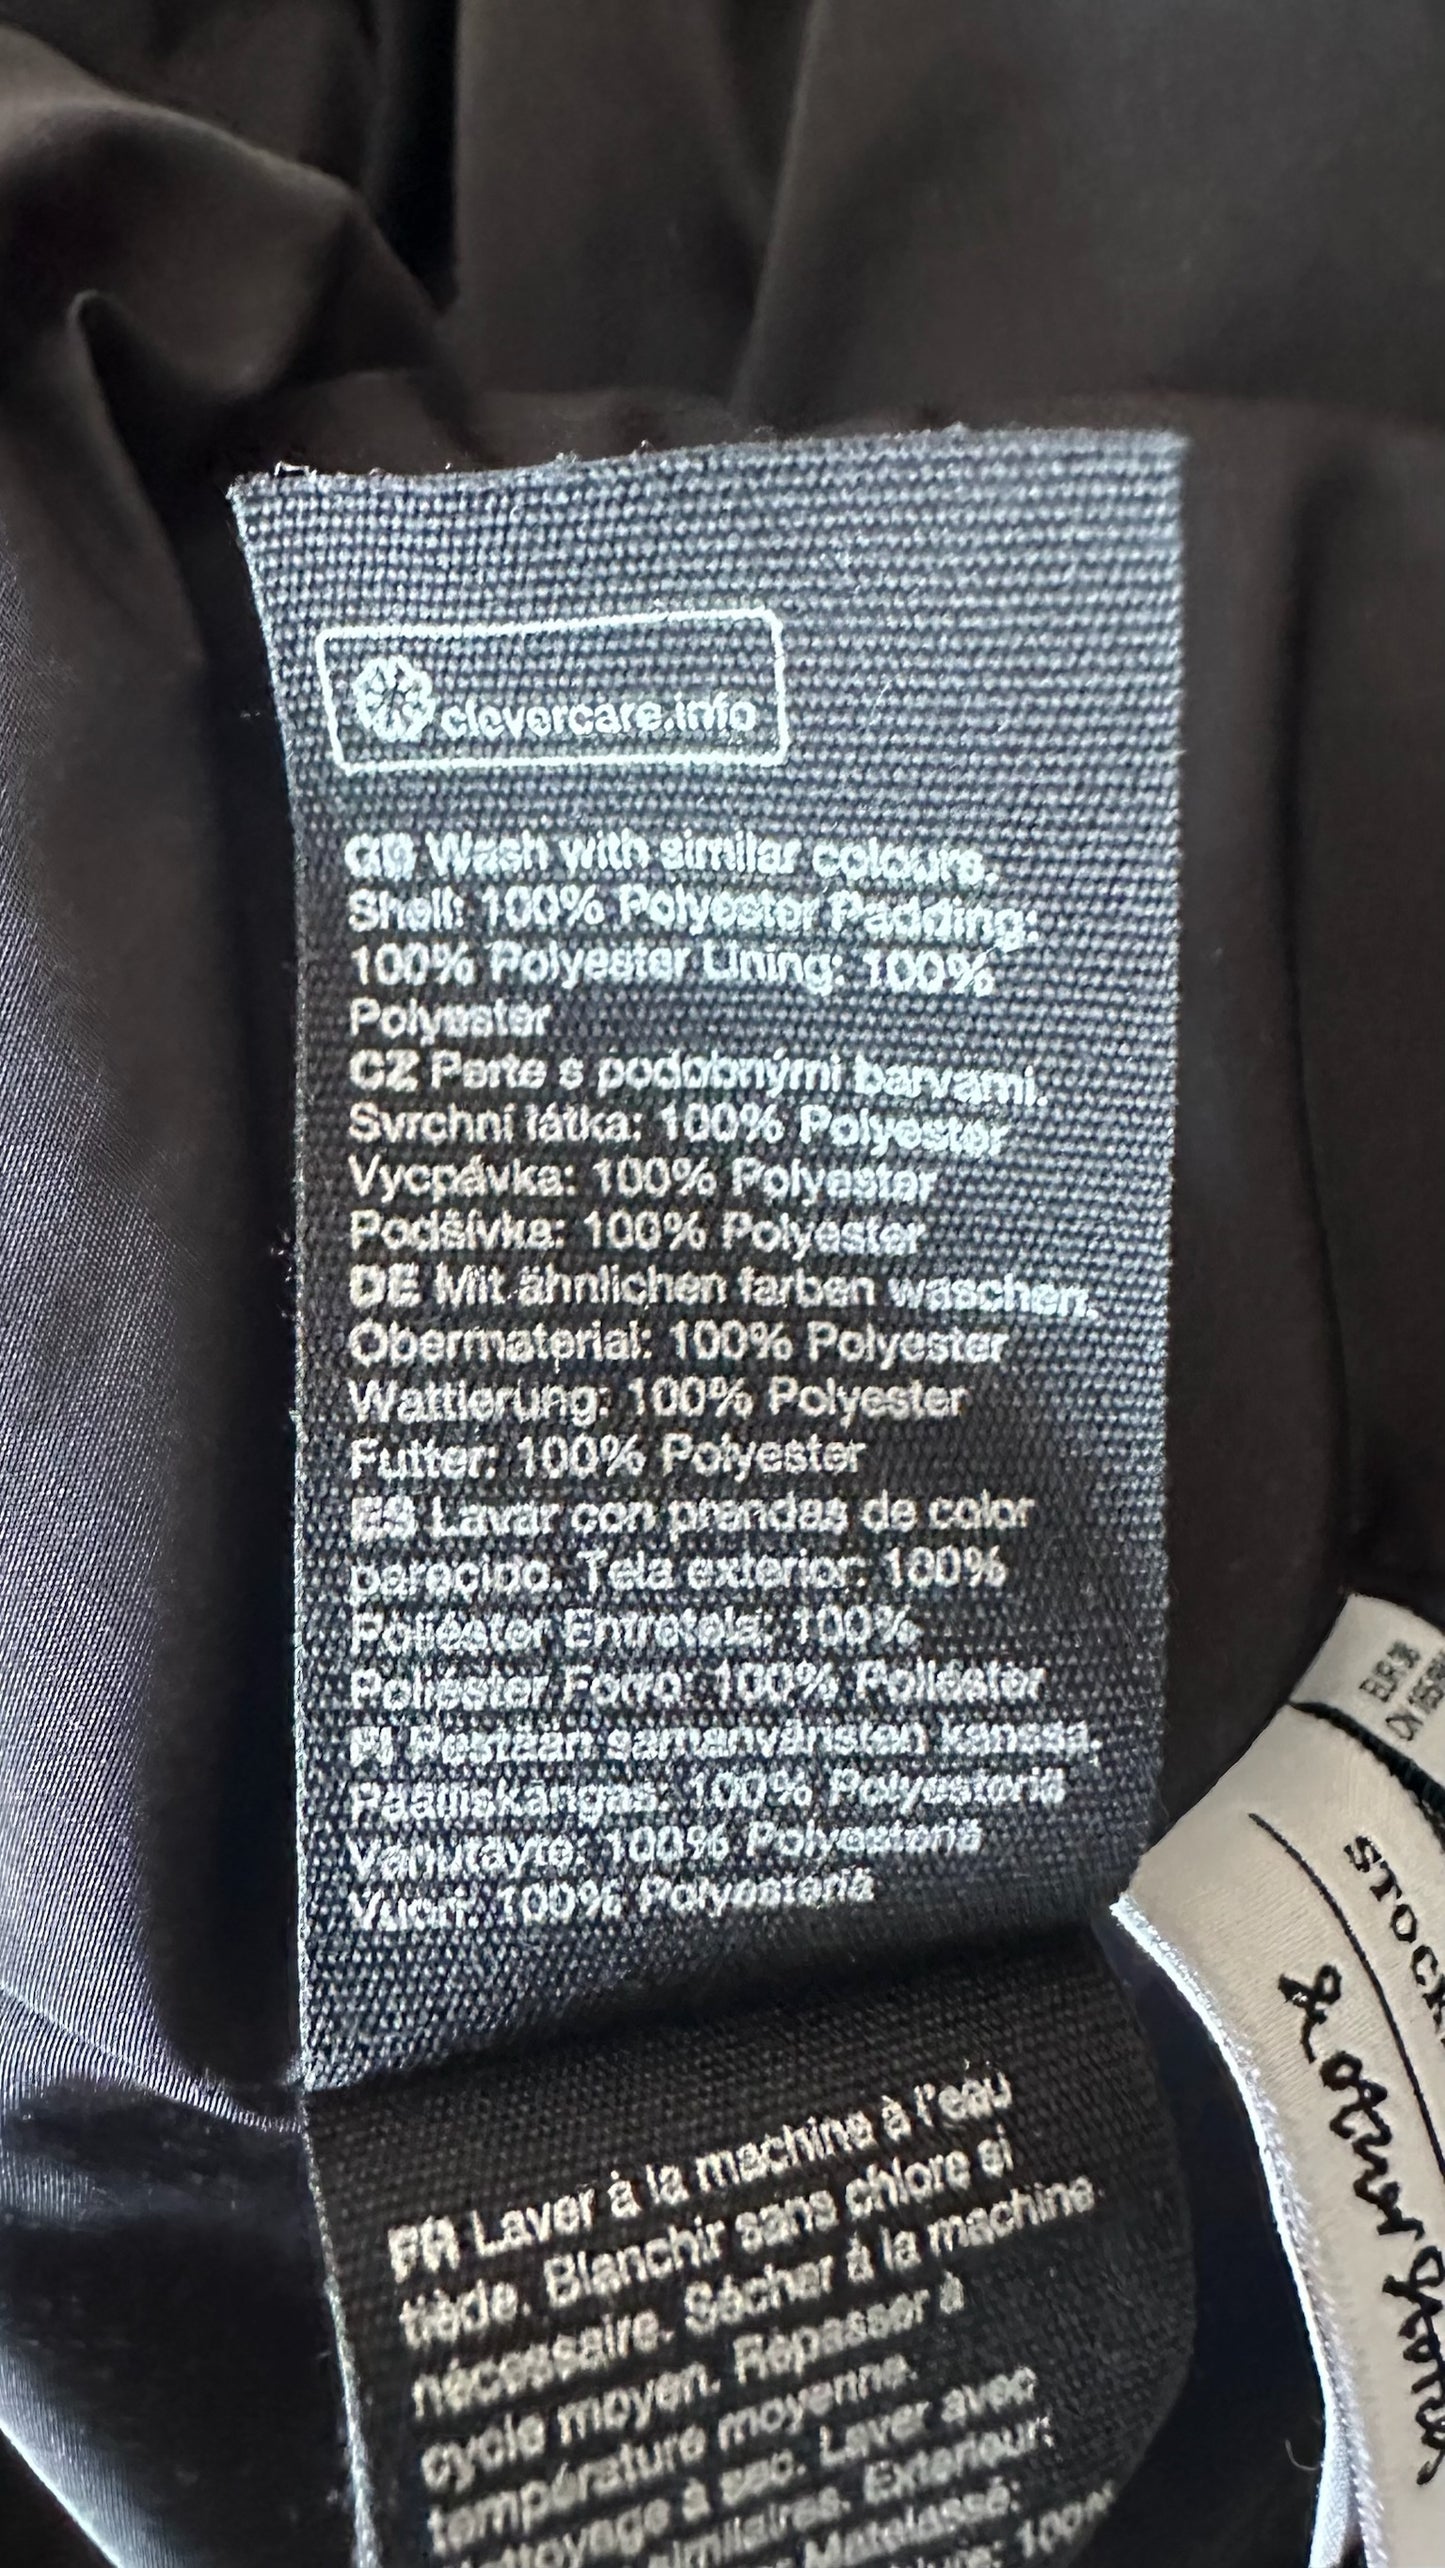 clevercare.info
GB Wash with similar colours.
Shell: 100% Polyester Padding:
100% Polyester Lining: 100%
Polyester
CZ Perte s podobnými barvami.
Svrchní látka: 100% Polyester
Vycpávka: 100% Polyester
Podšívka: 100% Polyester
DE Mit ähnlichen farben waschen.
Obermaterial: 100% Polyester
Wattierung: 100% Polyester
Futter: 100% Polyester
ES Lavar con prendas de color
parecido. Tela exterior: 100%
Poliéster Entretela: 100%
Poliéster Forro: 100% Poliéster
FI Pestään samanväristen kanssa.
Päälliskangas: 100% Polyesteriä
Vanutäyte: 100% Polyesteriä
Vuori: 100% Polyesteriä
FR Laver à la machine à l'eau
tiède. Blanchir sans chlore si
nécessaire. Sécher à la machine
cycle moyen. Repasser à
température moyenne.
à sec. Laver avec
similaires. Extérieur:
Matelassé:
100%
EUR 36
STOCK